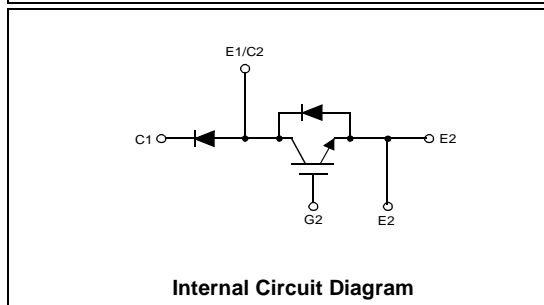 E1/C2
C1
E2
G2
E2
Internal Circuit Diagram